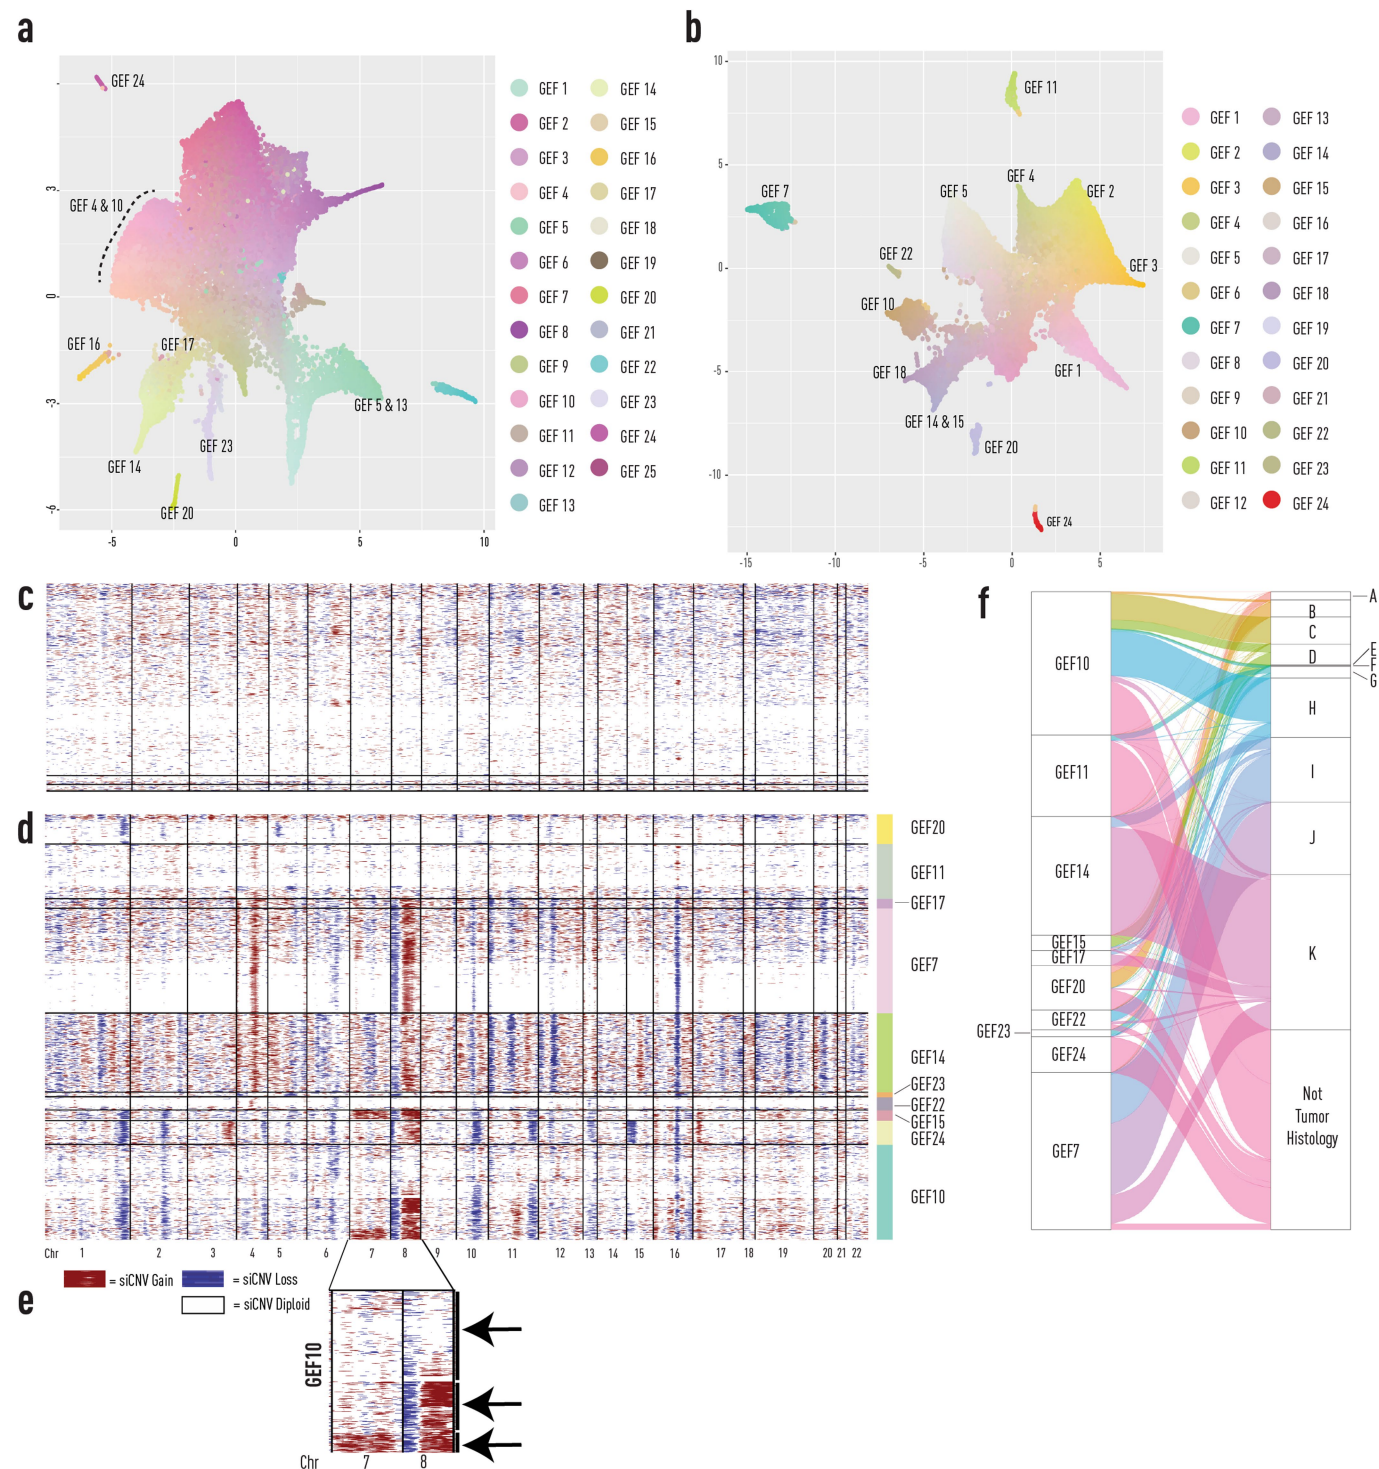 a
GEF 24
GEF 4 & 10
GEF 16
GEF 17
GEF 5 & 13
GEF 23
GEF 14
GEF 20
3
0
-3
-6
-5
0
5
10
GEF 1
GEF 2
GEF 3
GEF 4
GEF 5
GEF 6
GEF 7
GEF 8
GEF 9
GEF 10
GEF 11
GEF 12
GEF 13
GEF 14
GEF 15
GEF 16
GEF 17
GEF 18
GEF 19
GEF 20
GEF 21
GEF 22
GEF 23
GEF 24
GEF 25
b
GEF 11
GEF 4
GEF 7
GEF 5
GEF 2
GEF 22
GEF 3
GEF 10
GEF 18
GEF 1
GEF 14 & 15
GEF 20
GEF 24
10
5
0
-5
-10
-15
-10
-5
0
5
GEF 1
GEF 2
GEF 3
GEF 4
GEF 5
GEF 6
GEF 7
GEF 8
GEF 9
GEF 10
GEF 11
GEF 12
GEF 13
GEF 14
GEF 15
GEF 16
GEF 17
GEF 18
GEF 19
GEF 20
GEF 21
GEF 22
GEF 23
GEF 24
c
d
GEF20
GEF11
GEF17
GEF7
GEF14
GEF23
GEF22
GEF15
GEF24
GEF10
Chr 1 2 3 4 5 6 7 8 9 10 11 12 13 14 15 16 17 18 19 20 21 22
= siCNV Gain
= siCNV Loss
= siCNV Diploid
e
GEF10
Chr 7 8
f
GEF10
GEF11
GEF14
GEF15
GEF17
GEF20
GEF22
GEF23
GEF24
GEF7
A
B
C
D
E
F
G
H
I
J
K
Not
Tumor
Histology